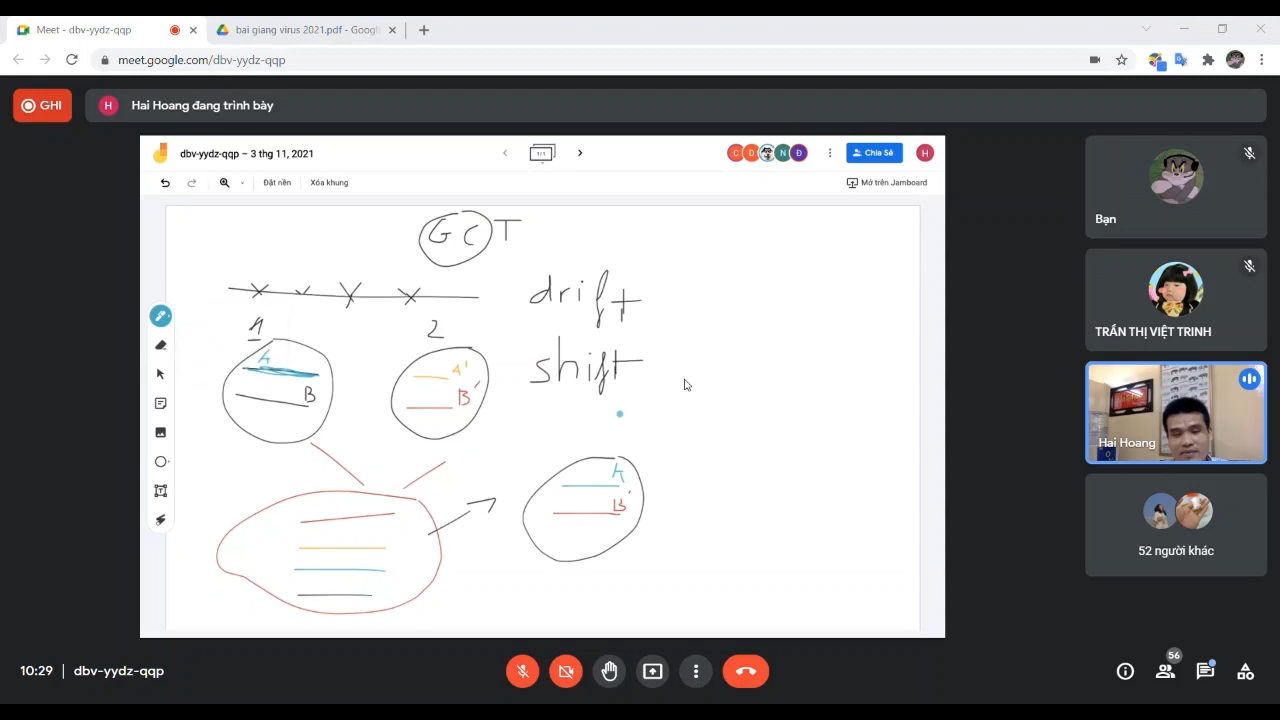 Meet - dbv-yydz-qqp
bai giang virus 2021.pdf - Goog
meet.google.com/dbv-yydz-qqp
GHI
H
Hai Hoang đang trình bày
dbv-yydz-qqp – 3 thg 11, 2021
1/1
C D N Đ
Chia Sẻ
H
Đặt nền
Xóa khung
Mở trên Jamboard
G C T
drift
shift
1
2
A
B
A'
B'
A
B'
Bạn
TRẦN THỊ VIỆT TRINH
Hai Hoang
52 người khác
10:29 | dbv-yydz-qqp
56